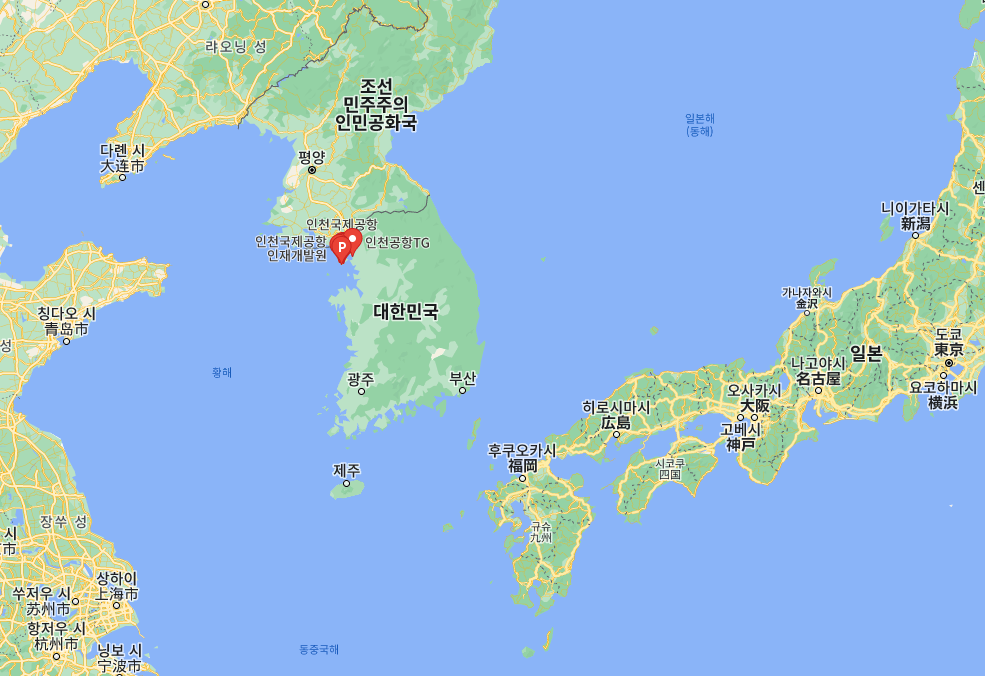 랴오닝 성
조선
민주주의
인민공화국
일본해
(동해)
다롄 시
大连市
평양
센
니이가타시
新潟
인천국제공항
인천국제공항
인재개발원
P
인천공항TG
가나자와시
金沢
칭다오 시
青岛市
성
대한민국
도쿄
東京
일본
나고야시
名古屋
황해
광주
부산
요코하마시
横浜
오사카시
大阪
히로시마시
広島
고베시
神戸
후쿠오카시
福岡
시코쿠
四国
제주
장쑤 성
규슈
九州
시
市
상하이
上海市
쑤저우 시
苏州市
항저우 시
杭州市
닝보 시
宁波市
동중국해